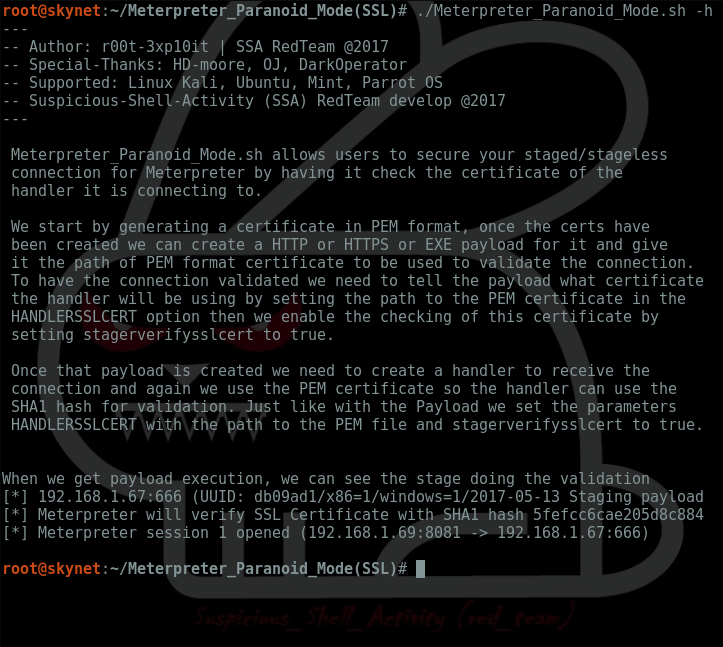 root@skynet:~/Meterpreter_Paranoid_Mode(SSL)# ./Meterpreter_Paranoid_Mode.sh -h
---
-- Author: r00t-3xp10it | SSA RedTeam @2017
-- Special-Thanks: HD-moore, OJ, DarkOperator
-- Supported: Linux Kali, Ubuntu, Mint, Parrot OS
-- Suspicious-Shell-Activity (SSA) RedTeam develop @2017
---
Meterpreter_Paranoid_Mode.sh allows users to secure your staged/stageless
connection for Meterpreter by having it check the certificate of the
handler it is connecting to.
We start by generating a certificate in PEM format, once the certs have
been created we can create a HTTP or HTTPS or EXE payload for it and give
it the path of PEM format certificate to be used to validate the connection.
To have the connection validated we need to tell the payload what certificate
the handler will be using by setting the path to the PEM certificate in the
HANDLERSSLCERT option then we enable the checking of this certificate by
setting stagerverifysslcert to true.
Once that payload is created we need to create a handler to receive the
connection and again we use the PEM certificate so the handler can use the
SHA1 hash for validation. Just like with the Payload we set the parameters
HANDLERSSLCERT with the path to the PEM file and stagerverifysslcert to true.
When we get payload execution, we can see the stage doing the validation
[*] 192.168.1.67:666 (UUID: db09ad1/x86=1/windows=1/2017-05-13 Staging payload
[*] Meterpreter will verify SSL Certificate with SHA1 hash 5fefcc6cae205d8c884
[*] Meterpreter session 1 opened (192.168.1.69:8081 -> 192.168.1.67:666)
root@skynet:~/Meterpreter_Paranoid_Mode(SSL)#
Suspicious_Shell_Activity (red_team)